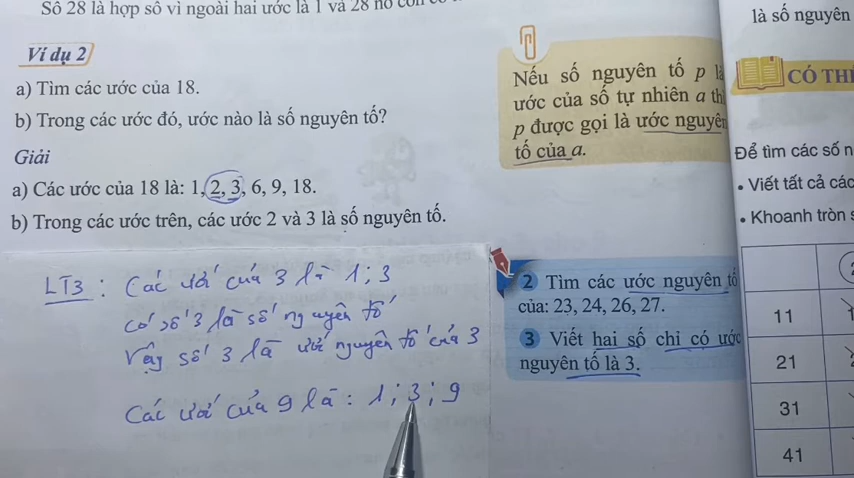 Số 28 là hợp số vì ngoài hai ước là 1 và 28 nó còn
Ví dụ 2
a) Tìm các ước của 18.
b) Trong các ước đó, ước nào là số nguyên tố?
Giải
a) Các ước của 18 là: 1, 2, 3, 6, 9, 18.
b) Trong các ước trên, các ước 2 và 3 là số nguyên tố.
LT3 : Các ước của 3 là 1 ; 3
có số 3 là số nguyên tố
Vậy số 3 là ước nguyên tố của 3
Các ước của 9 là : 1 ; 3 ; 9
Nếu số nguyên tố p là
ước của số tự nhiên a thì
p được gọi là ước nguyên
tố của a.
2 Tìm các ước nguyên tố
của: 23, 24, 26, 27.
3 Viết hai số chỉ có ước
nguyên tố là 3.
là số nguyên
CÓ TH
Để tìm các số n
• Viết tất cả các
• Khoanh tròn s
11
21
31
41